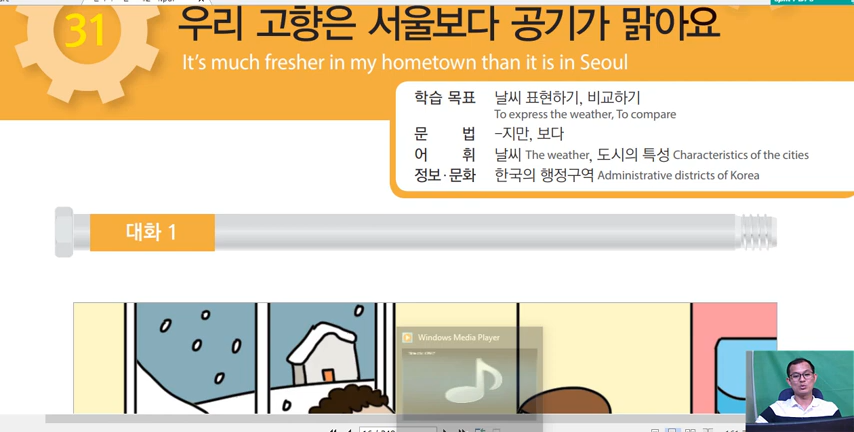 31
우리 고향은 서울보다 공기가 맑아요
It's much fresher in my hometown than it is in Seoul
학습 목표 날씨 표현하기, 비교하기
To express the weather, To compare
문 법 –지만, 보다
어 휘 날씨 The weather, 도시의 특성 Characteristics of the cities
정보·문화 한국의 행정구역 Administrative districts of Korea
대화 1
Windows Media Player